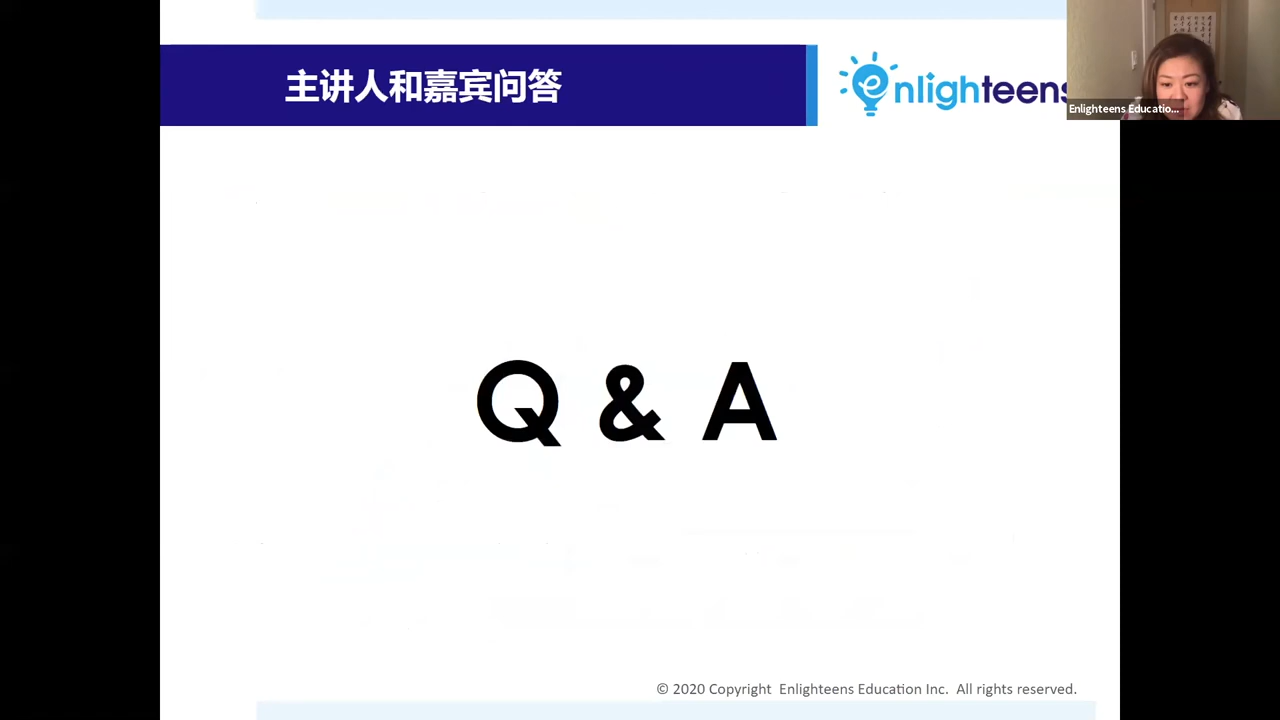 主讲人和嘉宾问答
enlighteens
Enlighteens Educatio...
Q & A
© 2020 Copyright Enlighteens Education Inc. All rights reserved.